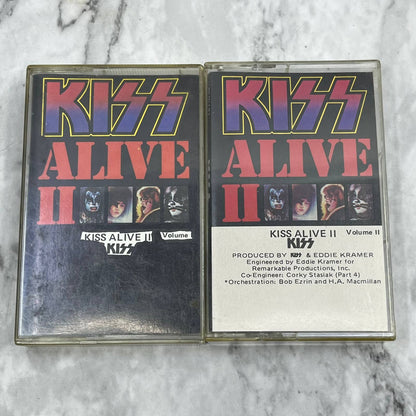 KISS
ALIVE
II
KISS ALIVE II Volume
KISS
KISS
ALIVE
II
KISS ALIVE II Volume II
KISS
PRODUCED BY KISS & EDDIE KRAMER
Engineered by Eddie Kramer for
Remarkable Productions, Inc.
Co-Engineer: Corky Stasiak (Part 4)
*Orchestration: Bob Ezrin and H.A. Macmillan